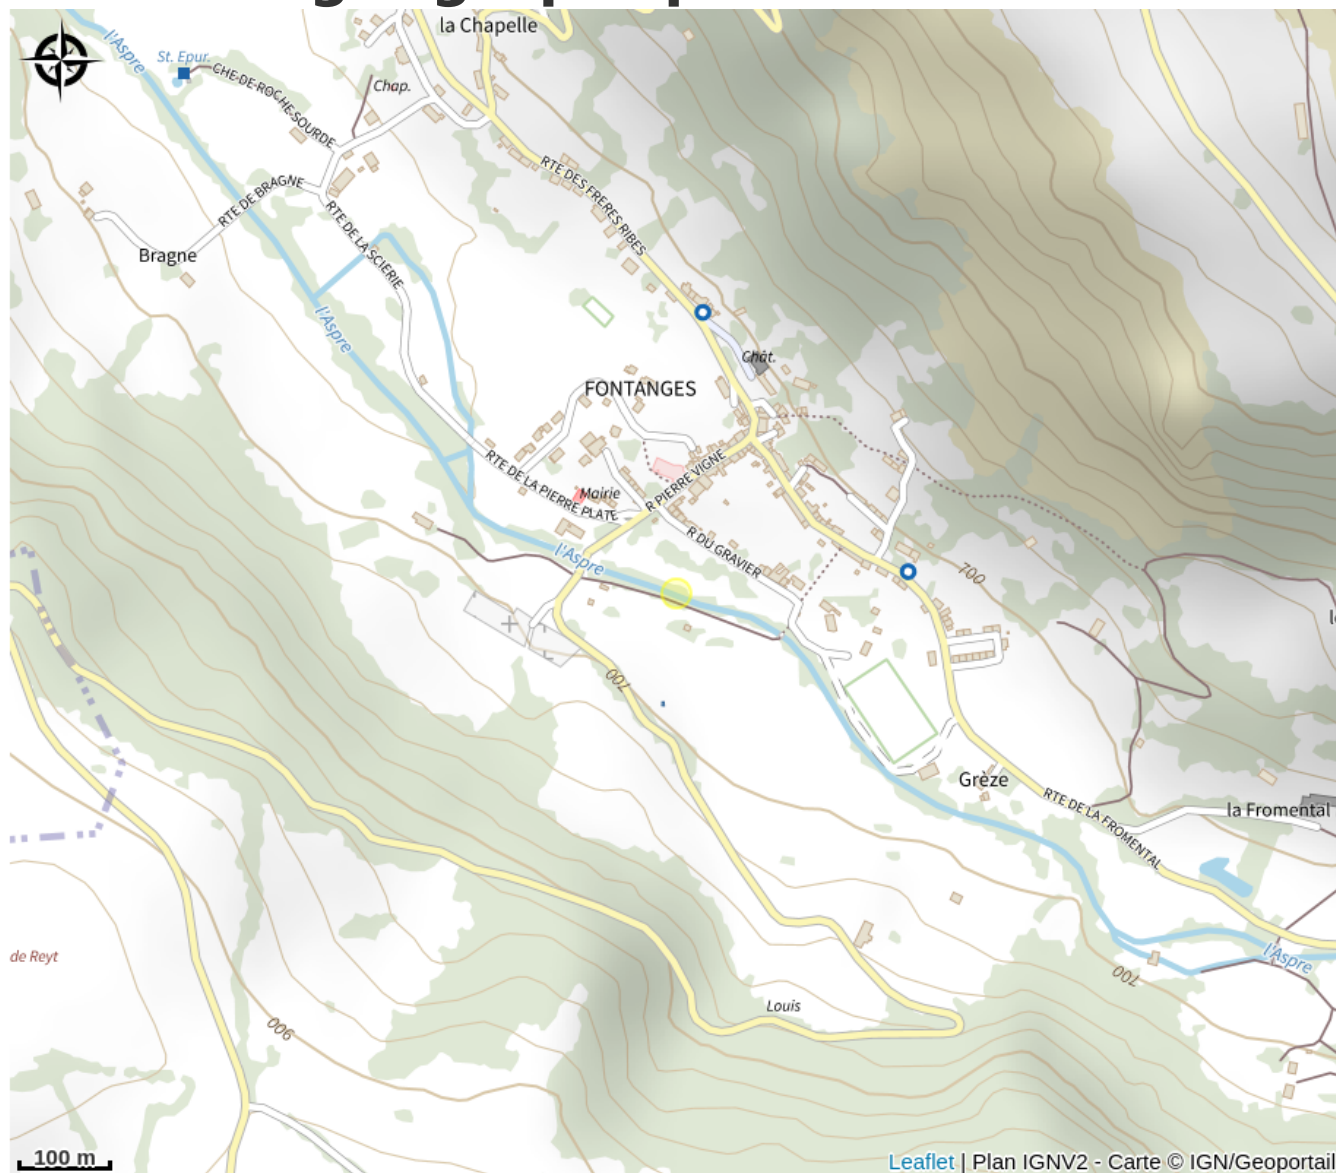 la Chapelle
l'Aspre
St. Epur.
CHE-DE-ROCHE-SOURDE
Chap.
RTE DES FRERES RIBES
RTE DE BRAGNE
RTE DE LA SCIERIE
Bragne
l'Aspre
Chât.
FONTANGES
RTE DE LA PIERRE PLATE
Mairie
R PIERRE VIGNE
R DU GRAVIER
l'Aspre
700
700
Grèze
RTE DE LA FROMENTAL
la Fromental
de Reyt
l'Aspre
700
Louis
900
100 m
Leaflet | Plan IGNV2 - Carte © IGN/Geoportail